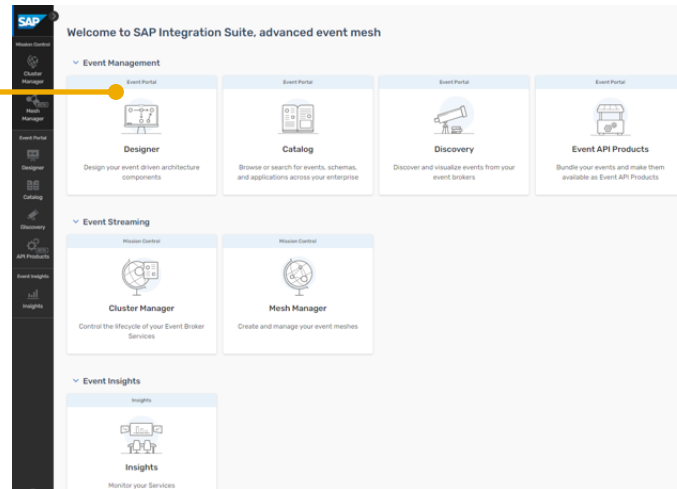 SAP
Mission Control
Cluster
Manager
Mesh
Manager
Event Portal
Designer
Catalog
Discovery
API Products
Event Insights
Insights
Welcome to SAP Integration Suite, advanced event mesh
Event Management
Event Portal
Designer
Design your event driven architecture
components
Event Portal
Catalog
Browse or search for events, schemas,
and applications across your enterprise
Event Portal
Discovery
Discover and visualize events from your
event brokers
Event Portal
Event API Products
Bundle your events and make them
available as Event API Products
Event Streaming
Mission Control
Cluster Manager
Control the lifecycle of your Event Broker
Services
Mission Control
Mesh Manager
Create and manage your event meshes
Event Insights
Insights
Insights
Monitor your Services